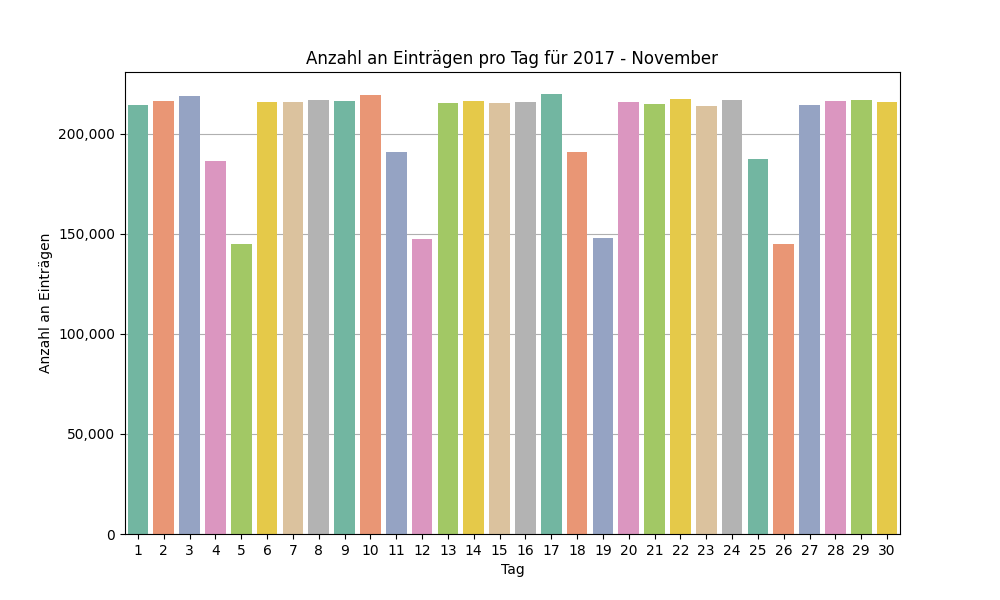 Anzahl an Einträgen pro Tag für 2017 - November
Anzahl an Einträgen
200,000
150,000
100,000
50,000
0
1 2 3 4 5 6 7 8 9 10 11 12 13 14 15 16 17 18 19 20 21 22 23 24 25 26 27 28 29 30
Tag